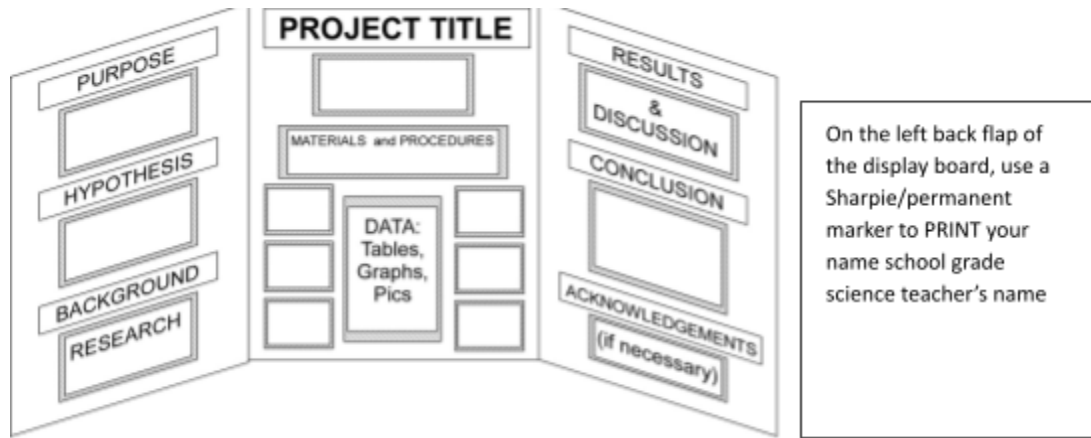 PURPOSE
HYPOTHESIS
BACKGROUND
RESEARCH
PROJECT TITLE
MATERIALS and PROCEDURES
DATA:
Tables,
Graphs,
Pics
RESULTS
&
DISCUSSION
CONCLUSION
ACKNOWLEDGEMENTS
(if necessary)
On the left back flap of
the display board, use a
Sharpie/permanent
marker to PRINT your
name school grade
science teacher’s name